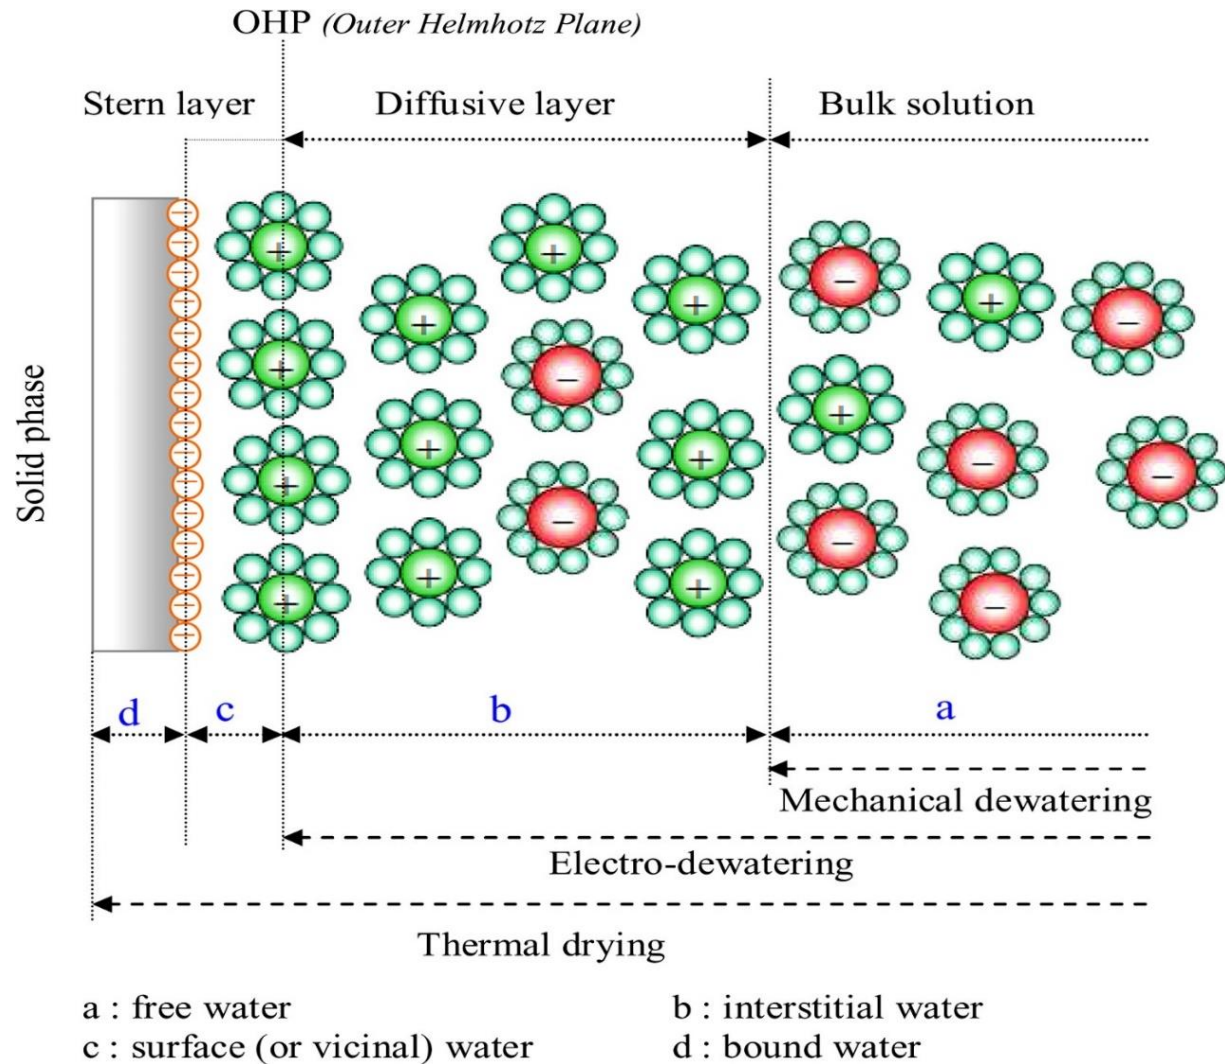 OHP (Outer Helmhotz Plane)
Stern layer
Diffusive layer
Bulk solution
Solid phase
d
c
b
a
Mechanical dewatering
Electro-dewatering
Thermal drying
a : free water
b : interstitial water
c : surface (or vicinal) water
d : bound water